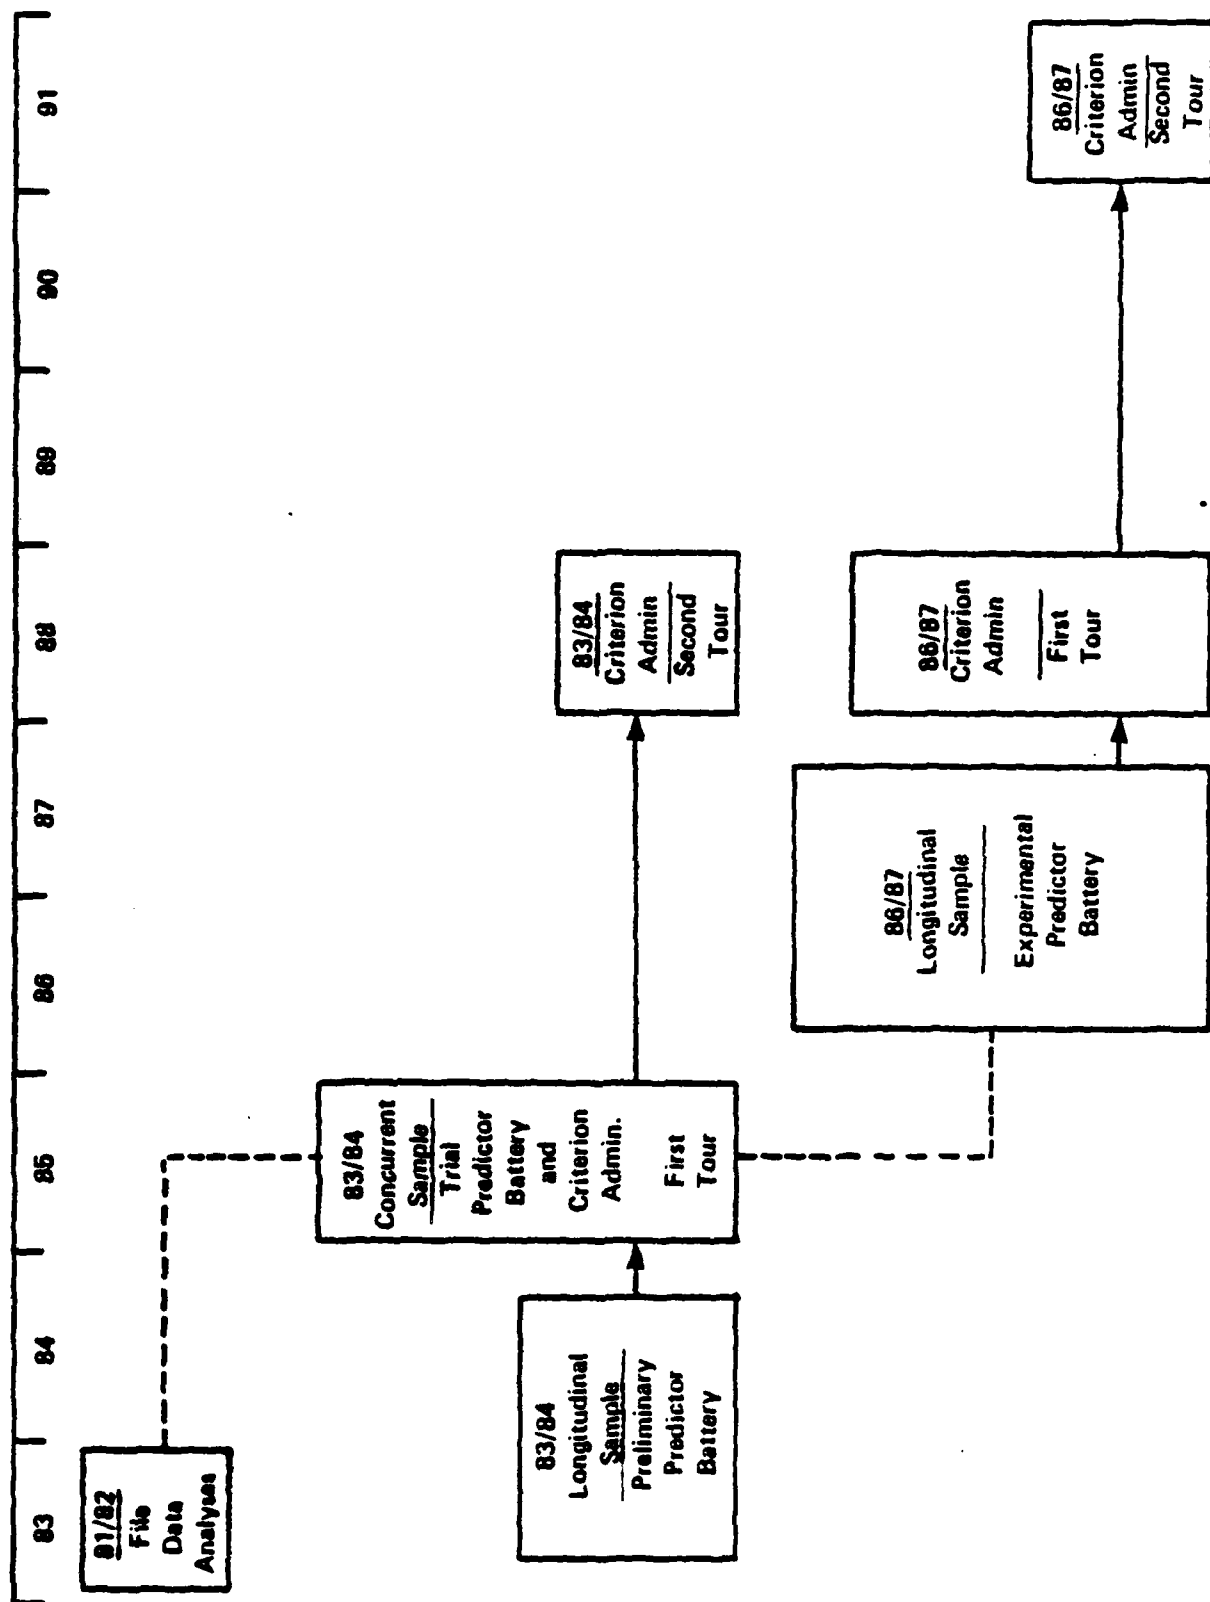 83 84 85 86 87 88 89 90 91
81/82
File
Data
Analyses
83/84
Longitudinal
Sample
Preliminary
Predictor
Battery
83/84
Concurrent
Sample
Trial
Predictor
Battery
and
Criterion
Admin.
First
Tour
83/84
Criterion
Admin
Second
Tour
86/87
Longitudinal
Sample
Experimental
Predictor
Battery
86/87
Criterion
Admin
First
Tour
86/87
Criterion
Admin
Second
Tour